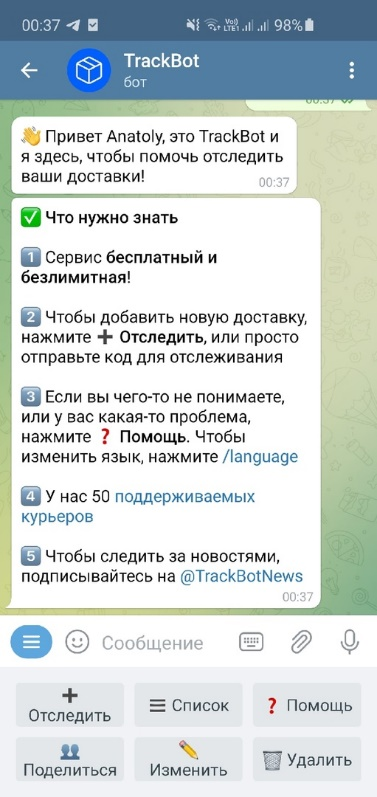 00:37
98%
TrackBot
бот
00:37
👋 Привет Anatoly, это TrackBot и
я здесь, чтобы помочь отследить
ваши доставки!
00:37
✅ Что нужно знать
1️⃣ Сервис бесплатный и
безлимитная!
2️⃣ Чтобы добавить новую доставку,
нажмите ➕ Отследить, или просто
отправьте код для отслеживания
3️⃣ Если вы чего-то не понимаете,
или у вас какая-то проблема,
нажмите ❓ Помощь. Чтобы
изменить язык, нажмите /language
4️⃣ У нас 50 поддерживаемых
курьеров
5️⃣ Чтобы следить за новостями,
подписывайтесь на @TrackBotNews
00:37
Сообщение
➕ Отследить
Список
❓ Помощь
👥 Поделиться
✏️ Изменить
🗑 Удалить